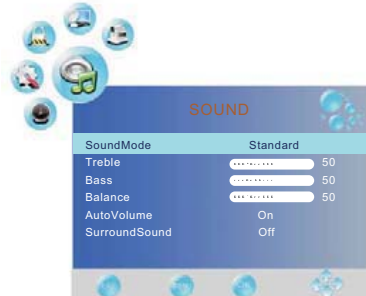 SOUND
SoundMode Standard
Treble 50
Bass 50
Balance 50
AutoVolume On
SurroundSound Off